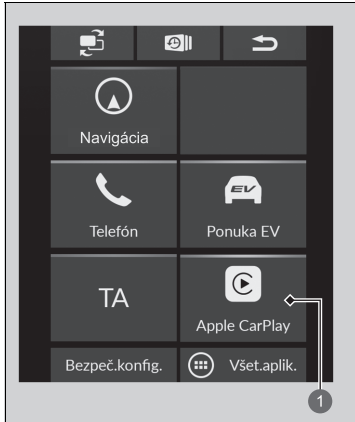 Navigácia
Telefón
EV
Ponuka EV
TA
Apple CarPlay
Bezpeč.konfig.
Všet.aplik.
1